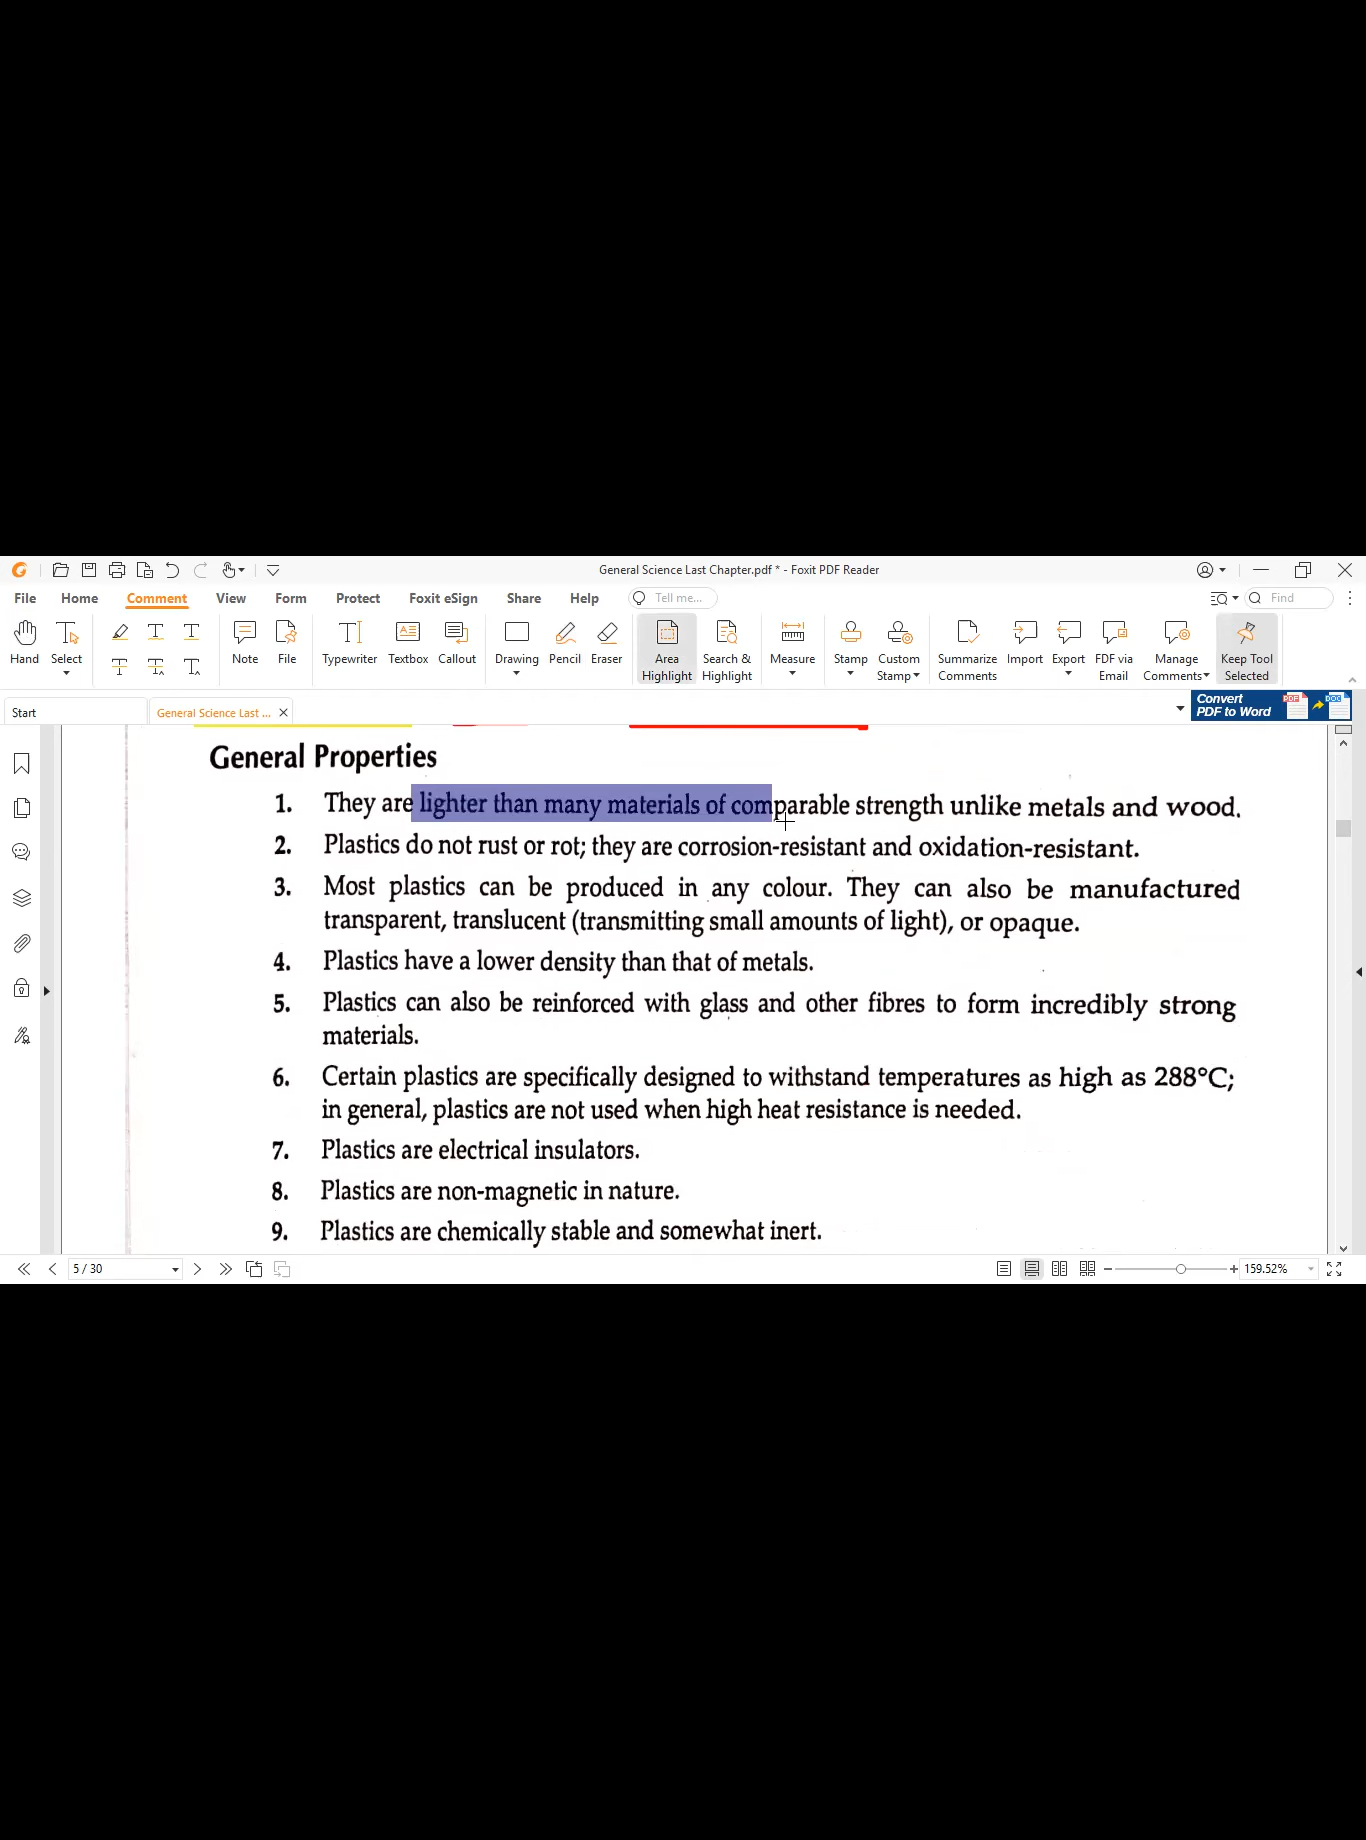 General Science Last Chapter.pdf * - Foxit PDF Reader
File Home Comment View Form Protect Foxit eSign Share Help Tell me... Find
Hand Select Note File Typewriter Textbox Callout Drawing Pencil Eraser Area Highlight Search & Highlight Measure Stamp Custom Stamp Summarize Comments Import Export FDF via Email Manage Comments Keep Tool Selected
Start General Science Last ... Convert PDF to Word PDF DOC
General Properties
1. They are lighter than many materials of comparable strength unlike metals and wood.
2. Plastics do not rust or rot; they are corrosion-resistant and oxidation-resistant.
3. Most plastics can be produced in any colour. They can also be manufactured
transparent, translucent (transmitting small amounts of light), or opaque.
4. Plastics have a lower density than that of metals.
5. Plastics can also be reinforced with glass and other fibres to form incredibly strong
materials.
6. Certain plastics are specifically designed to withstand temperatures as high as 288°C;
in general, plastics are not used when high heat resistance is needed.
7. Plastics are electrical insulators.
8. Plastics are non-magnetic in nature.
9. Plastics are chemically stable and somewhat inert.
5 / 30 159.52%